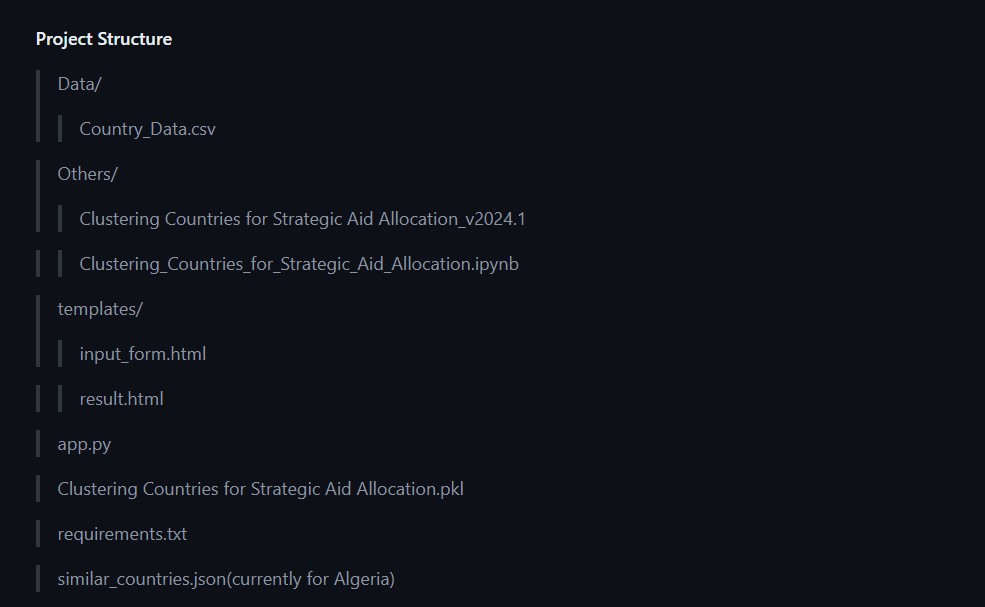 Project Structure
Data/
Country_Data.csv
Others/
Clustering Countries for Strategic Aid Allocation_v2024.1
Clustering_Countries_for_Strategic_Aid_Allocation.ipynb
templates/
input_form.html
result.html
app.py
Clustering Countries for Strategic Aid Allocation.pkl
requirements.txt
similar_countries.json(currently for Algeria)